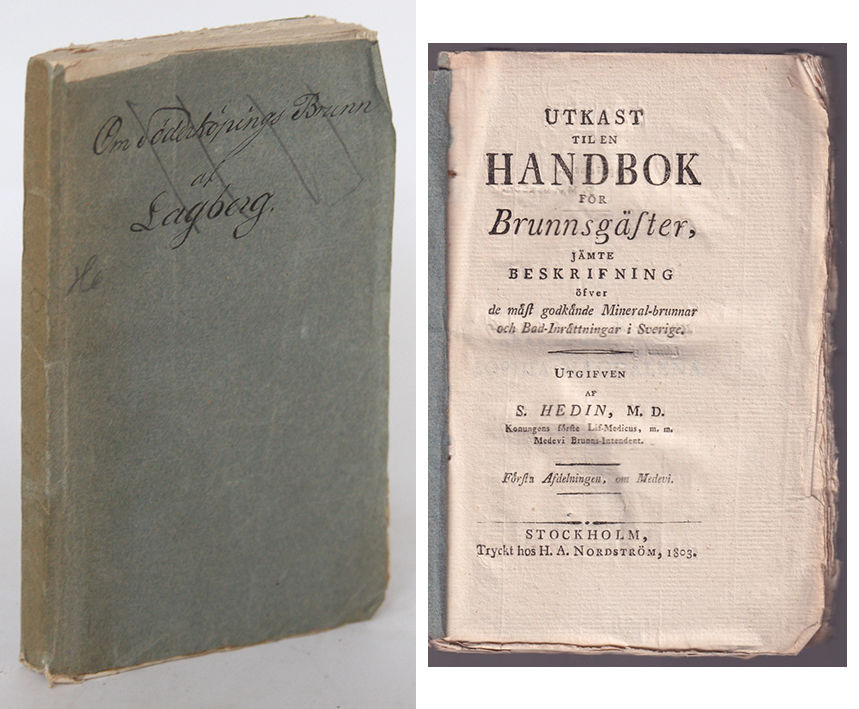 Om Söderköpings Brunn
af
Lagberg.
He
UTKAST
TIL EN
HANDBOK
FÖR
Brunnsgäſter,
JÄMTE
BESKRIFNING
öfver
de mäſt godkände Mineral-brunnar
och Bad-Inrättningar i Sverige.
UTGIFVEN
AF
S. HEDIN, M. D.
Konungens förſte Lif-Medicus, m. m.
Medevi Brunns-Intendent.
Förſta Afdelningen, om Medevi.
STOCKHOLM,
Tryckt hos H. A. NORDSTRÖM, 1803.